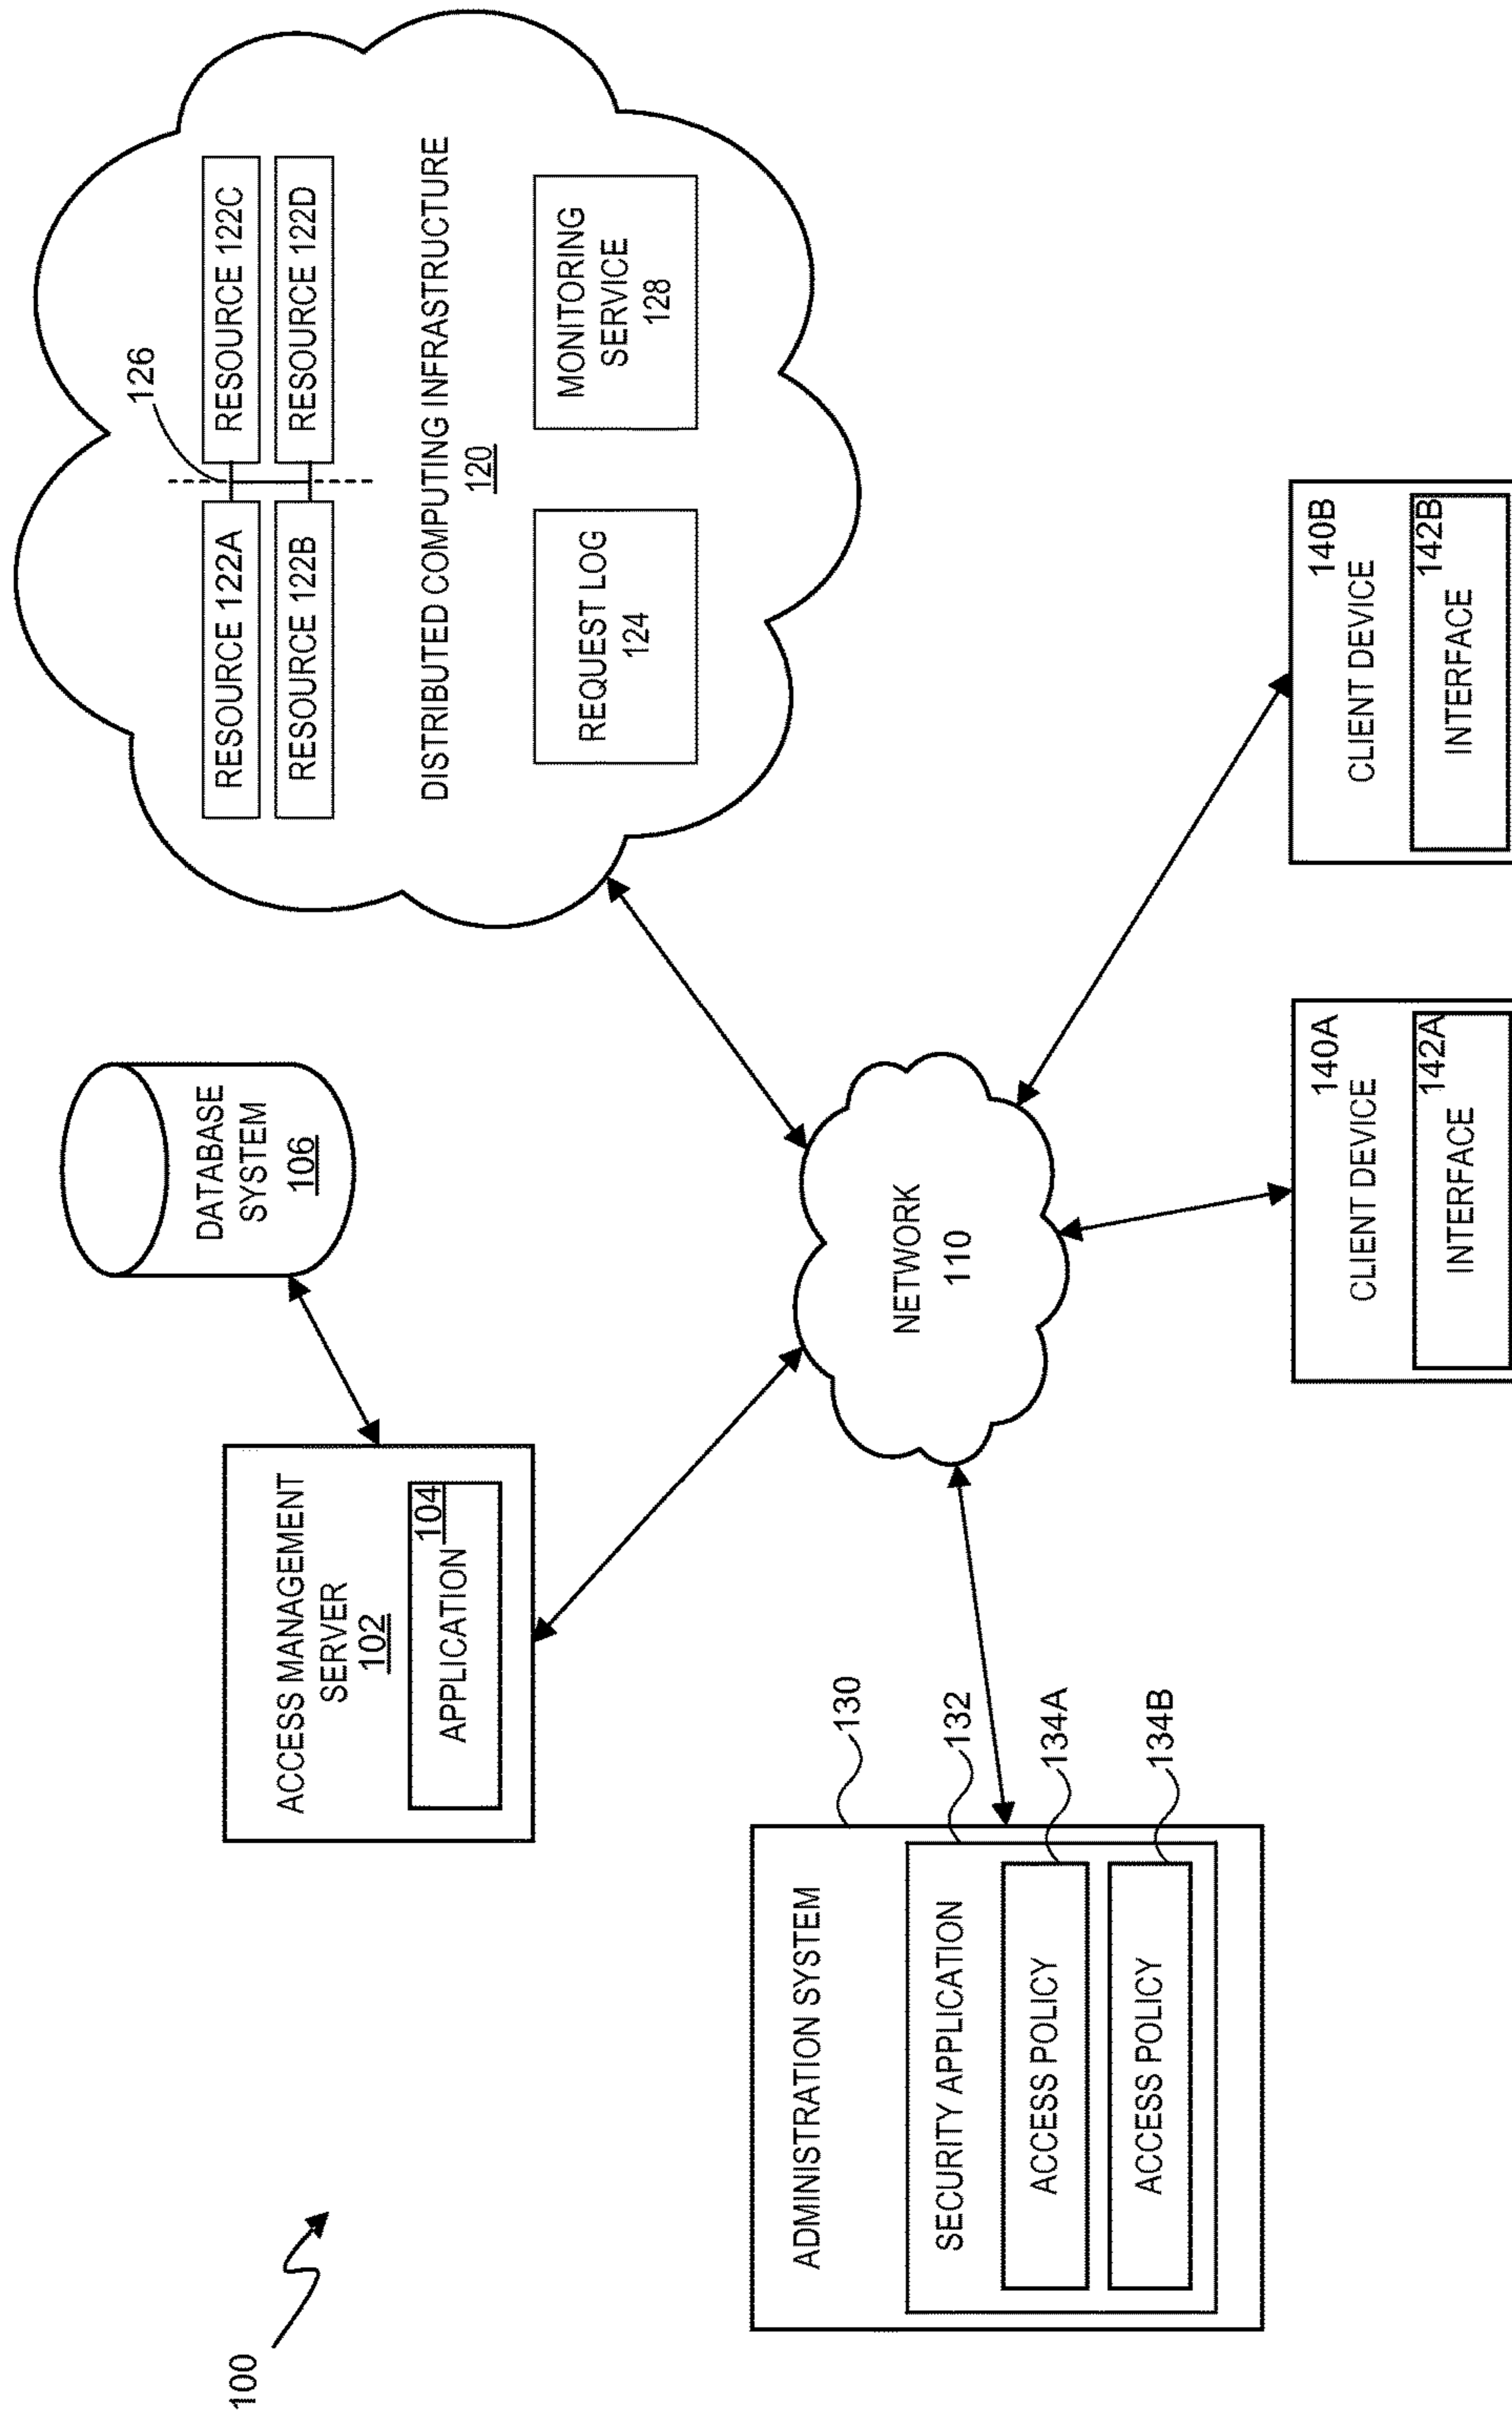 100
ACCESS MANAGEMENT
SERVER
102
APPLICATION
104
DATABASE
SYSTEM
106
126
RESOURCE 122A
RESOURCE 122C
RESOURCE 122B
RESOURCE 122D
DISTRIBUTED COMPUTING INFRASTRUCTURE
120
REQUEST LOG
124
MONITORING
SERVICE
128
NETWORK
110
ADMINISTRATION SYSTEM
130
SECURITY APPLICATION
132
ACCESS POLICY
134A
ACCESS POLICY
134B
140A
CLIENT DEVICE
142A
INTERFACE
140B
CLIENT DEVICE
142B
INTERFACE